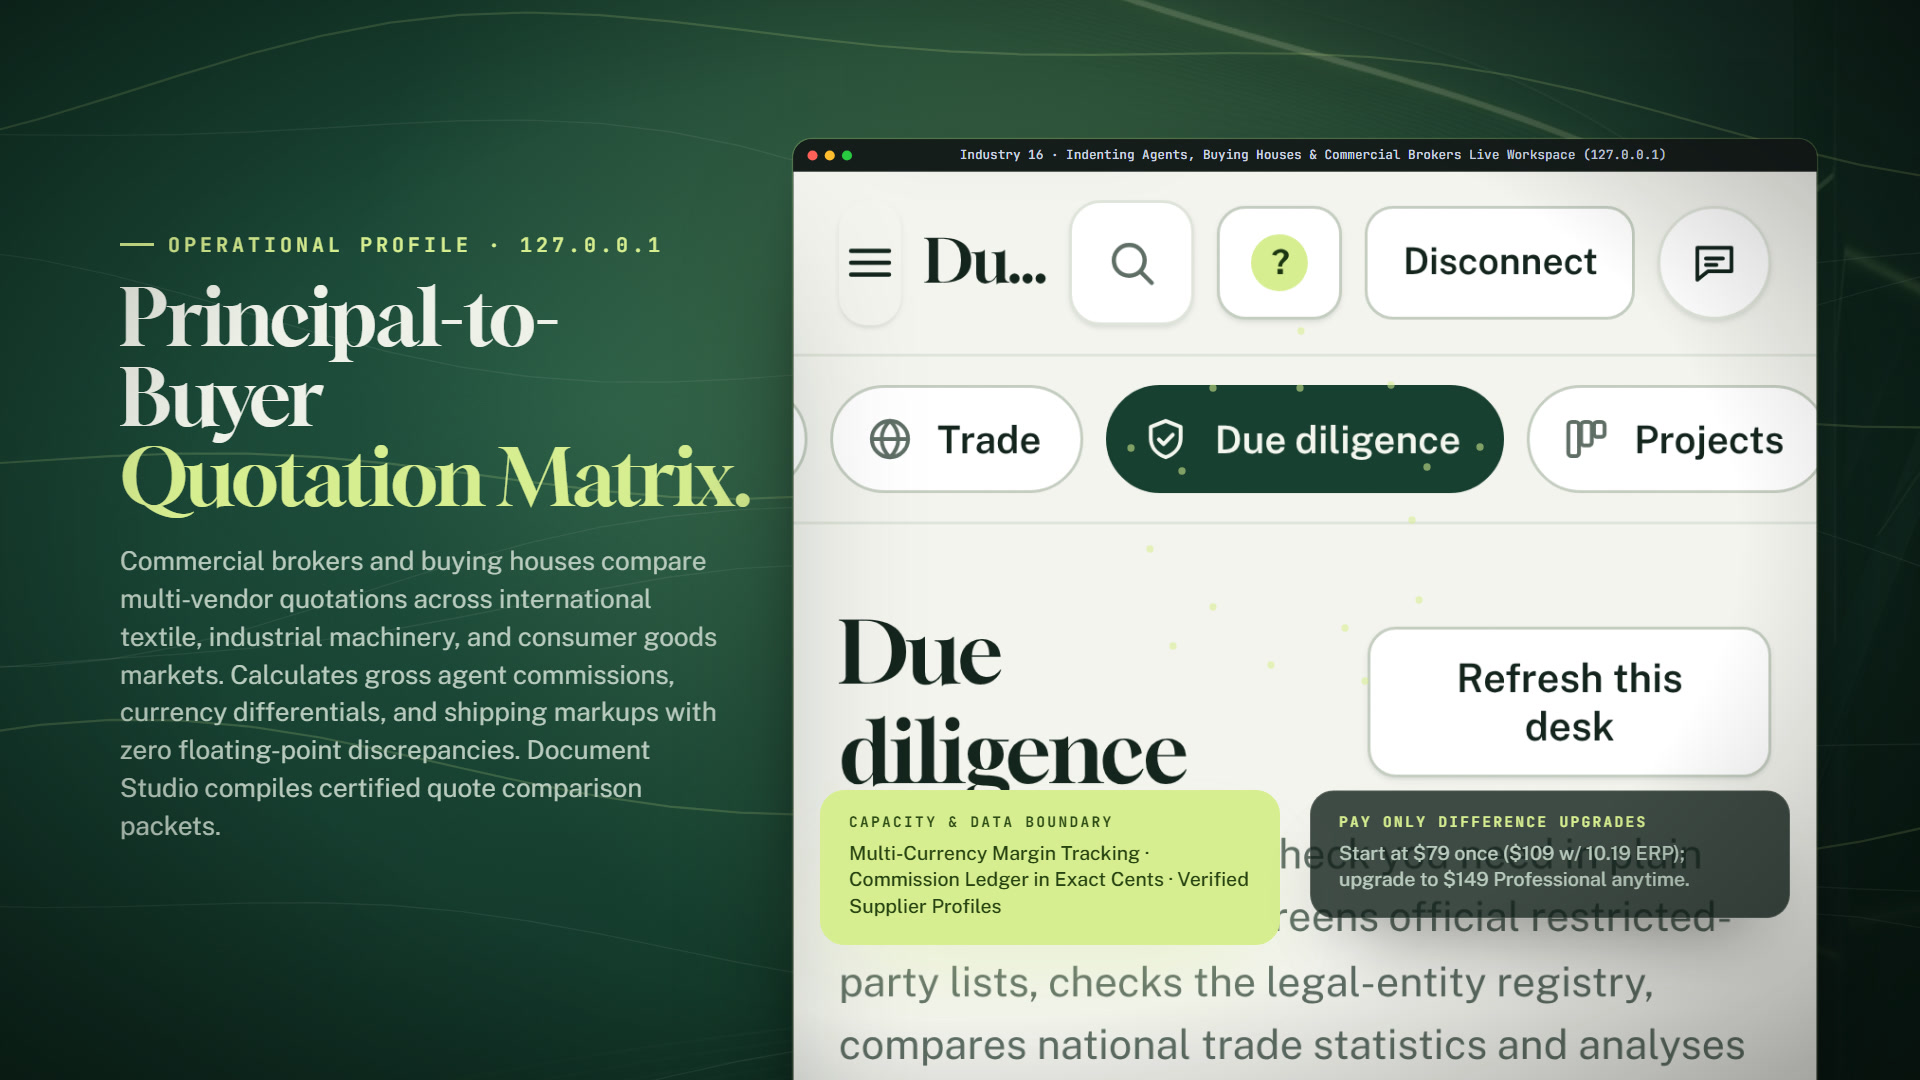 OPERATIONAL PROFILE · 127.0.0.1
Principal-to-
Buyer
Quotation Matrix.
Commercial brokers and buying houses compare
multi-vendor quotations across international
textile, industrial machinery, and consumer goods
markets. Calculates gross agent commissions,
currency differentials, and shipping markups with
zero floating-point discrepancies. Document
Studio compiles certified quote comparison
packets.
Industry 16 · Indenting Agents, Buying Houses & Commercial Brokers Live Workspace (127.0.0.1)
Du...
?
Disconnect
Trade
Due diligence
Projects
Due
diligence
Refresh this
desk
CAPACITY & DATA BOUNDARY
Multi-Currency Margin Tracking ·
Commission Ledger in Exact Cents · Verified
Supplier Profiles
PAY ONLY DIFFERENCE UPGRADES
Start at $79 once ($109 w/ 10.19 ERP);
upgrade to $149 Professional anytime.
you need in plain
official restricted-
party lists, checks the legal-entity registry,
compares national trade statistics and analyses